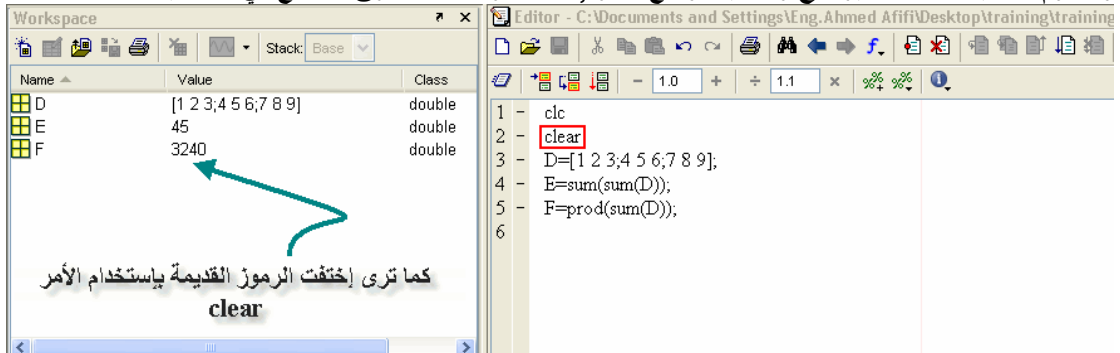 Workspace
Stack: Base
Name Value Class
D [1 2 3;4 5 6;7 8 9] double
E 45 double
F 3240 double
كما ترى إختفت الرموز القديمة بإستخدام الأمر
clear
Editor - C:\Documents and Settings\Eng.Ahmed Afifi\Desktop\training\training
- 1.0 + ÷ 1.1 ×
1 - clc
2 - clear
3 - D=[1 2 3;4 5 6;7 8 9];
4 - E=sum(sum(D));
5 - F=prod(sum(D));
6